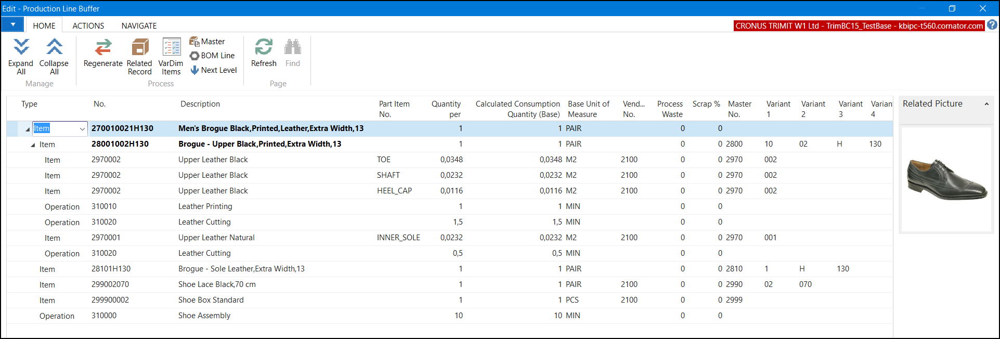 Edit - Production Line Buffer
HOME ACTIONS NAVIGATE CRONUS TRIMIT W1 Ltd - TrimBC15_TestBase - kbipc-t560.cornator.com ?
Expand All
Collapse All
Manage
Regenerate
Related Record
VarDim Items
Master
BOM Line
Next Level
Process
Refresh
Find
Page
Type No. Description Part Item No. Quantity per Calculated Consumption Quantity (Base) Base Unit of Measure Vend... No. Process Waste Scrap % Master No. Variant 1 Variant 2 Variant 3 Variant 4
Item 270010021H130 Men's Brogue Black,Printed,Leather,Extra Width,13 1 1 PAIR 0 0
Item 28001002H130 Brogue - Upper Black,Printed,Extra Width,13 1 1 PAIR 0 0 2800 10 02 H 130
Item 2970002 Upper Leather Black TOE 0,0348 0,0348 M2 2100 0 0 2970 002
Item 2970002 Upper Leather Black SHAFT 0,0232 0,0232 M2 2100 0 0 2970 002
Item 2970002 Upper Leather Black HEEL_CAP 0,0116 0,0116 M2 2100 0 0 2970 002
Operation 310010 Leather Printing 1 1 MIN 0 0
Operation 310020 Leather Cutting 1,5 1,5 MIN 0 0
Item 2970001 Upper Leather Natural INNER_SOLE 0,0232 0,0232 M2 2100 0 0 2970 001
Operation 310020 Leather Cutting 0,5 0,5 MIN 0 0
Item 28101H130 Brogue - Sole Leather,Extra Width,13 1 1 PAIR 0 0 2810 1 H 130
Item 299002070 Shoe Lace Black,70 cm 1 1 PAIR 2100 0 0 2990 02 070
Item 299900002 Shoe Box Standard 1 1 PCS 2100 0 0 2999
Operation 310000 Shoe Assembly 10 10 MIN 0 0
Related Picture